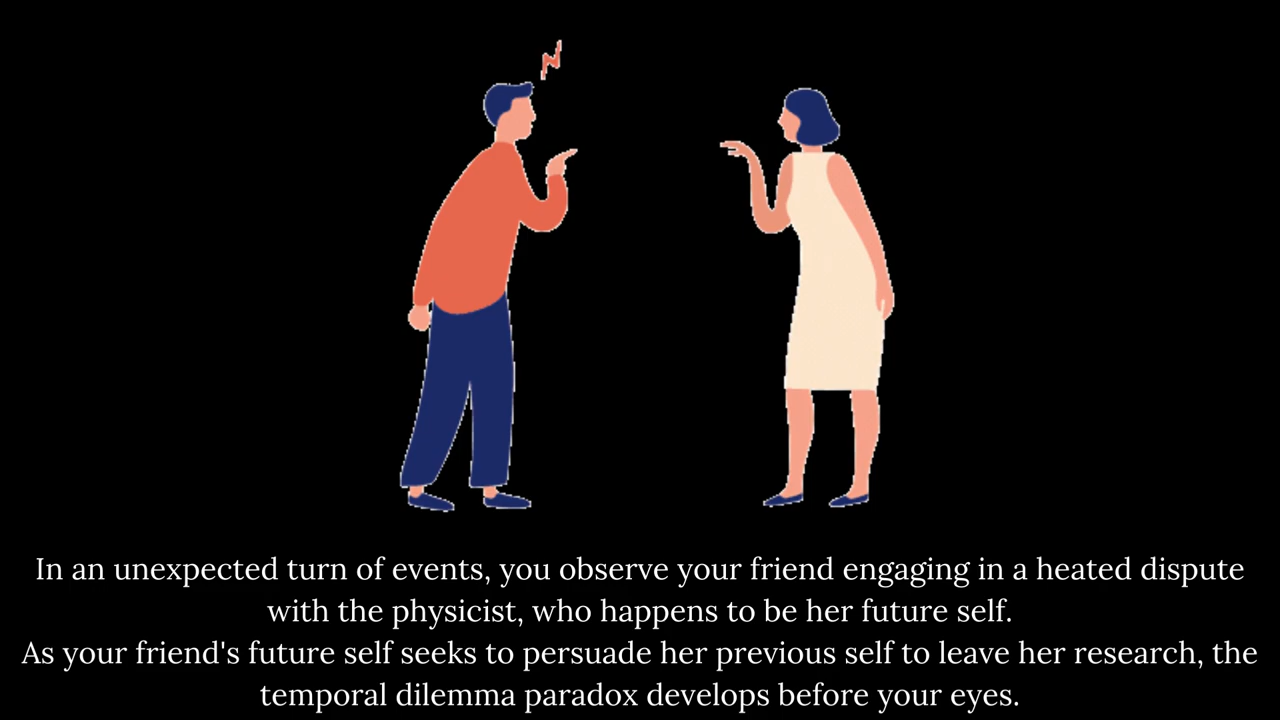 In an unexpected turn of events, you observe your friend engaging in a heated dispute
with the physicist, who happens to be her future self.
As your friend's future self seeks to persuade her previous self to leave her research, the
temporal dilemma paradox develops before your eyes.